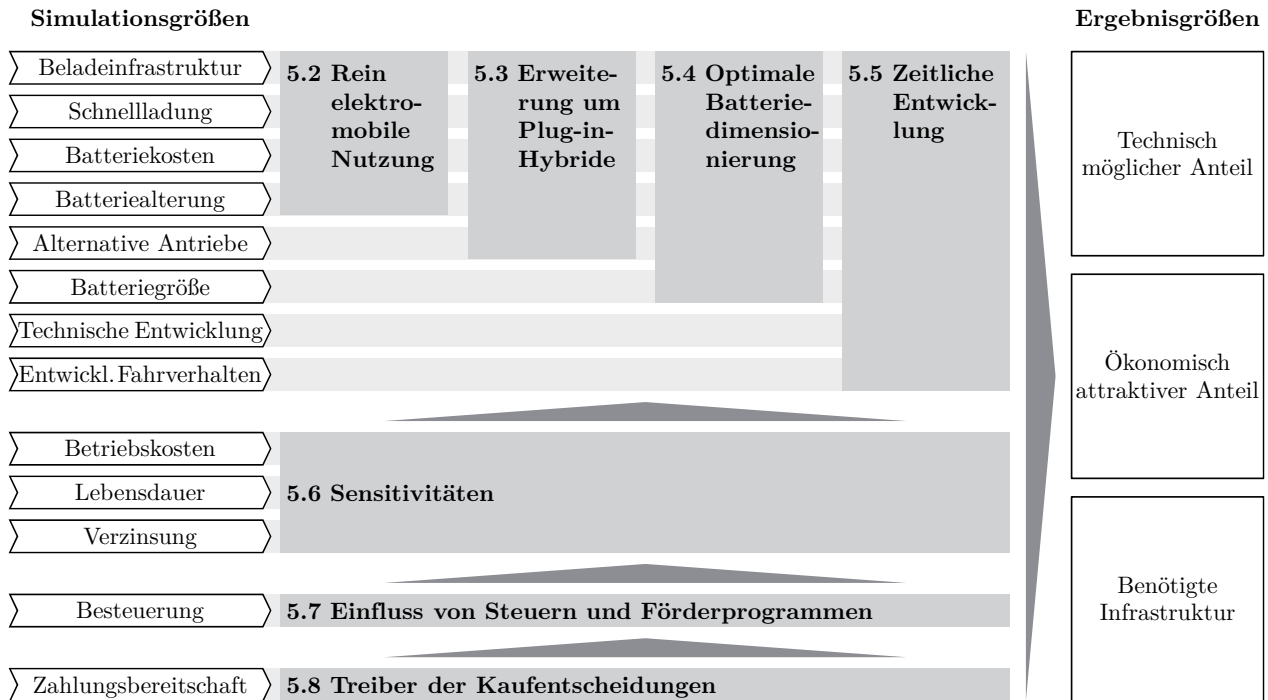 Simulationsgrößen
Ergebnisgrößen
Beladeinfrastruktur
Schnellladung
Batteriekosten
Batteriealterung
Alternative Antriebe
Batteriegröße
Technische Entwicklung
Entwickl. Fahrverhalten
5.2 Rein
elektro-
mobile
Nutzung
5.3 Erweite-
rung um
Plug-in-
Hybride
5.4 Optimale
Batterie-
dimensio-
nierung
5.5 Zeitliche
Entwick-
lung
Betriebskosten
Lebensdauer
Verzinsung
5.6 Sensitivitäten
Besteuerung
5.7 Einfluss von Steuern und Förderprogrammen
Zahlungsbereitschaft
5.8 Treiber der Kaufentscheidungen
Technisch
möglicher Anteil
Ökonomisch
attraktiver Anteil
Benötigte
Infrastruktur